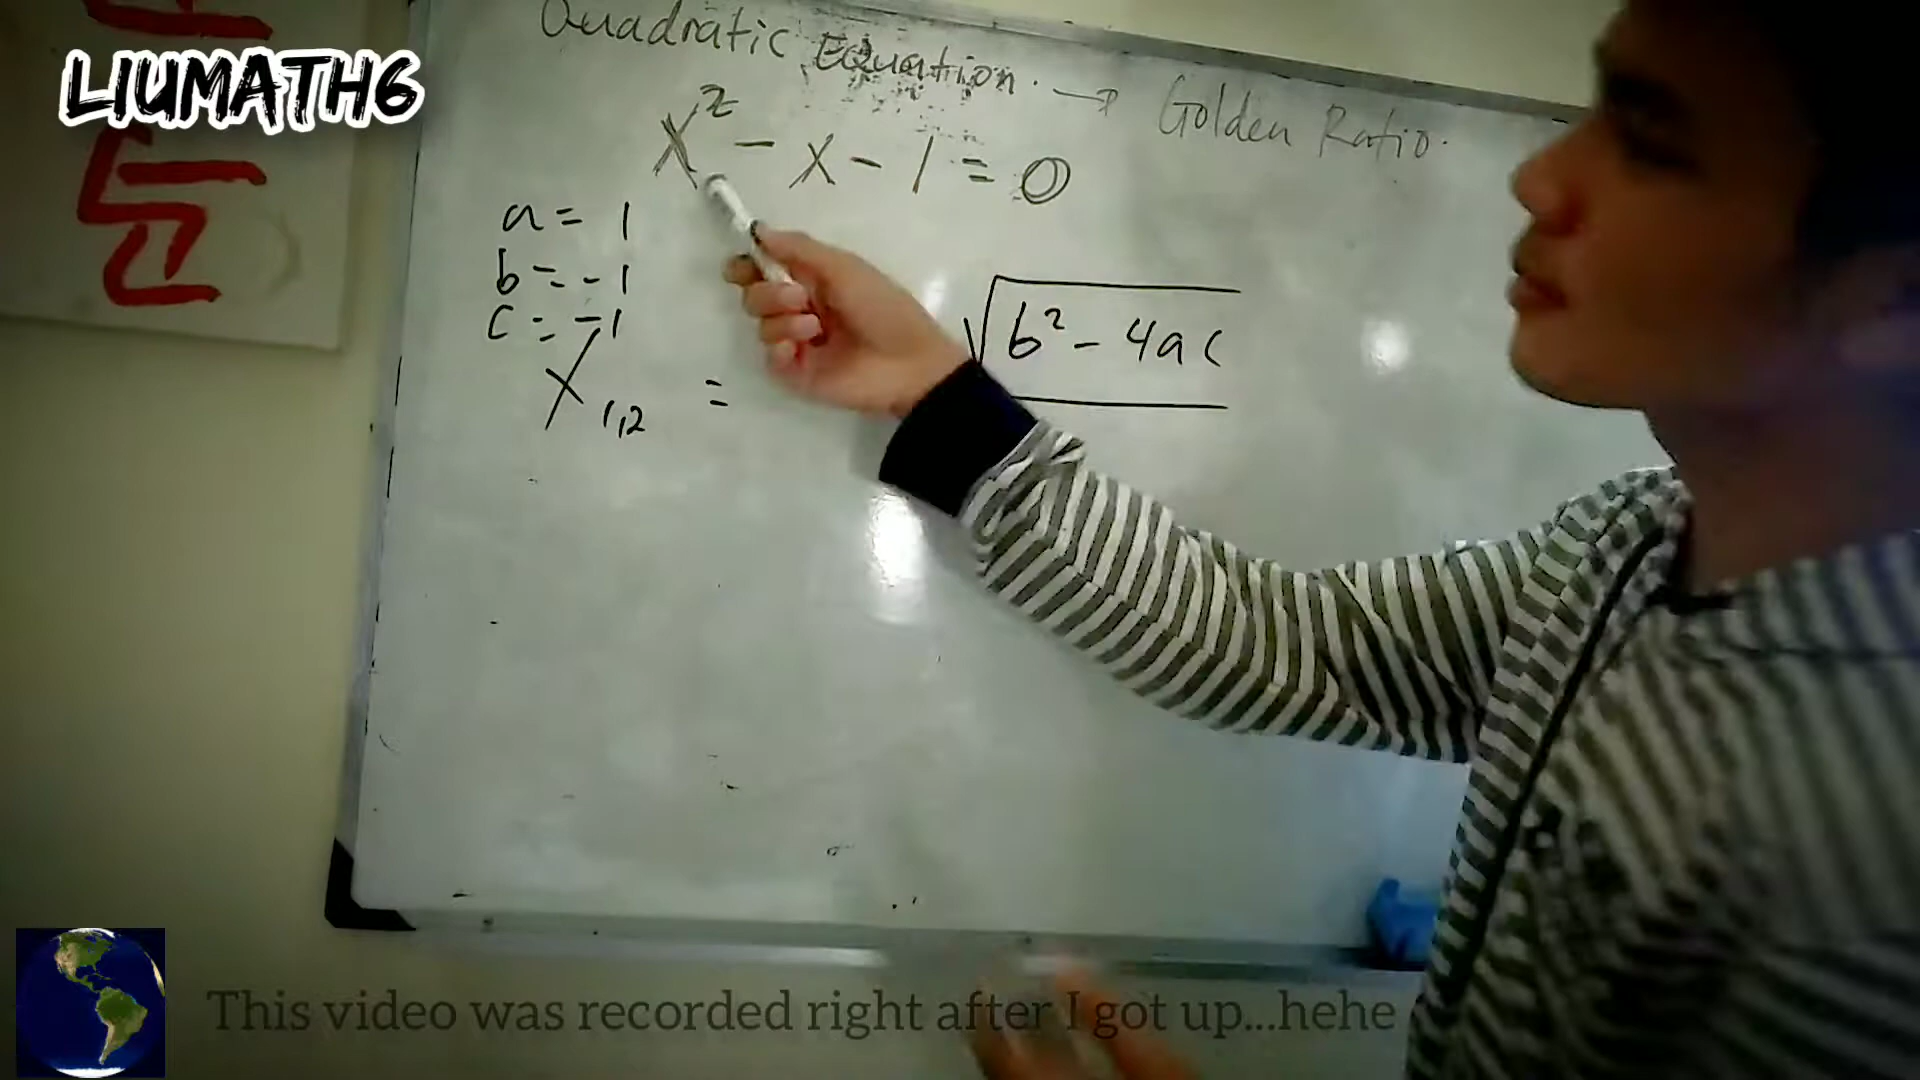 LIUMATH6
Quadratic Equation. → Golden Ratio.
x² - x - 1 = 0
a = 1
b = -1
c = -1
√b² - 4ac
X₁,₂ =
This video was recorded right after I got up...hehe